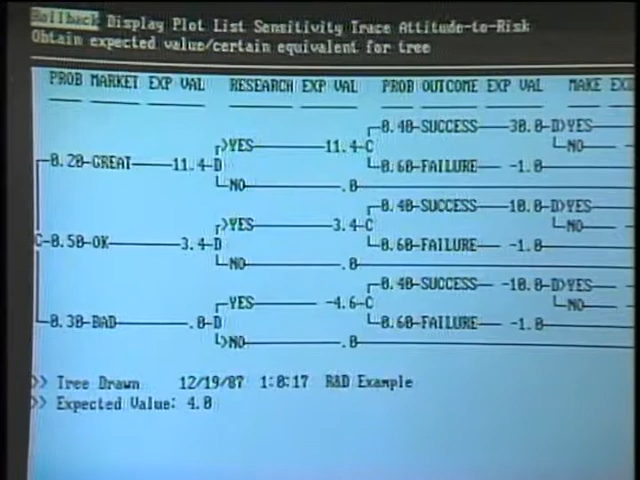 Rollback Display Plot List Sensitivity Trace Attitude-to-Risk
Obtain expected value/certain equivalent for tree
PROB MARKET EXP VAL RESEARCH EXP VAL PROB OUTCOME EXP VAL MAKE EXP
0.40-SUCCESS 30.0-D>YES
>YES 11.4-C NO
0.20-GREAT 11.4-D 0.60-FAILURE -1.0
NO .0
0.40-SUCCESS 10.0-D>YES
>YES 3.4-C NO
C-0.50-OK 3.4-D 0.60-FAILURE -1.0
NO .0
0.40-SUCCESS -10.0-D>YES
YES -4.6-C NO
0.30-BAD .0-D 0.60-FAILURE -1.0
>NO .0
>> Tree Drawn 12/19/87 1:0:17 R&D Example
>> Expected Value: 4.0